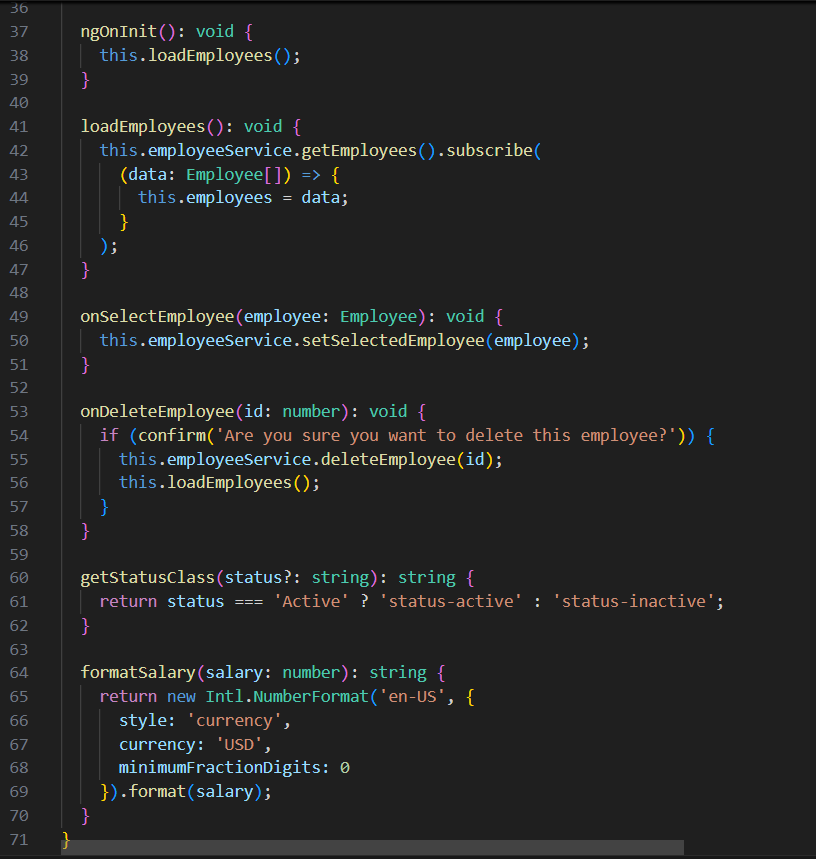 36
37 ngOnInit(): void {
38 this.loadEmployees();
39 }
40
41 loadEmployees(): void {
42 this.employeeService.getEmployees().subscribe(
43 (data: Employee[]) => {
44 this.employees = data;
45 }
46 );
47 }
48
49 onSelectEmployee(employee: Employee): void {
50 this.employeeService.setSelectedEmployee(employee);
51 }
52
53 onDeleteEmployee(id: number): void {
54 if (confirm('Are you sure you want to delete this employee?')) {
55 this.employeeService.deleteEmployee(id);
56 this.loadEmployees();
57 }
58 }
59
60 getStatusClass(status?: string): string {
61 return status === 'Active' ? 'status-active' : 'status-inactive';
62 }
63
64 formatSalary(salary: number): string {
65 return new Intl.NumberFormat('en-US', {
66 style: 'currency',
67 currency: 'USD',
68 minimumFractionDigits: 0
69 }).format(salary);
70 }
71 }